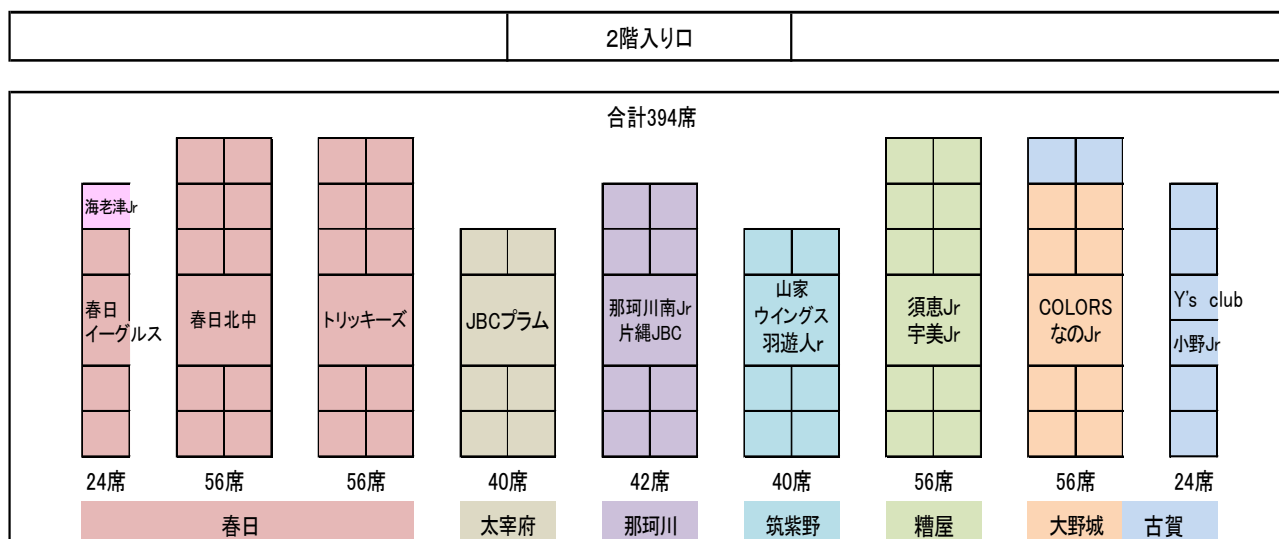 2階入り口
合計394席
海老津Jr
春日
イーグルス
春日北中
トリッキーズ
JBCプラム
那珂川南Jr
片縄JBC
山家
ウイングス
羽遊人r
須恵Jr
宇美Jr
COLORS
なのJr
Y's club
小野Jr
24席 56席 56席 40席 42席 40席 56席 56席 24席
春日 太宰府 那珂川 筑紫野 糟屋 大野城 古賀